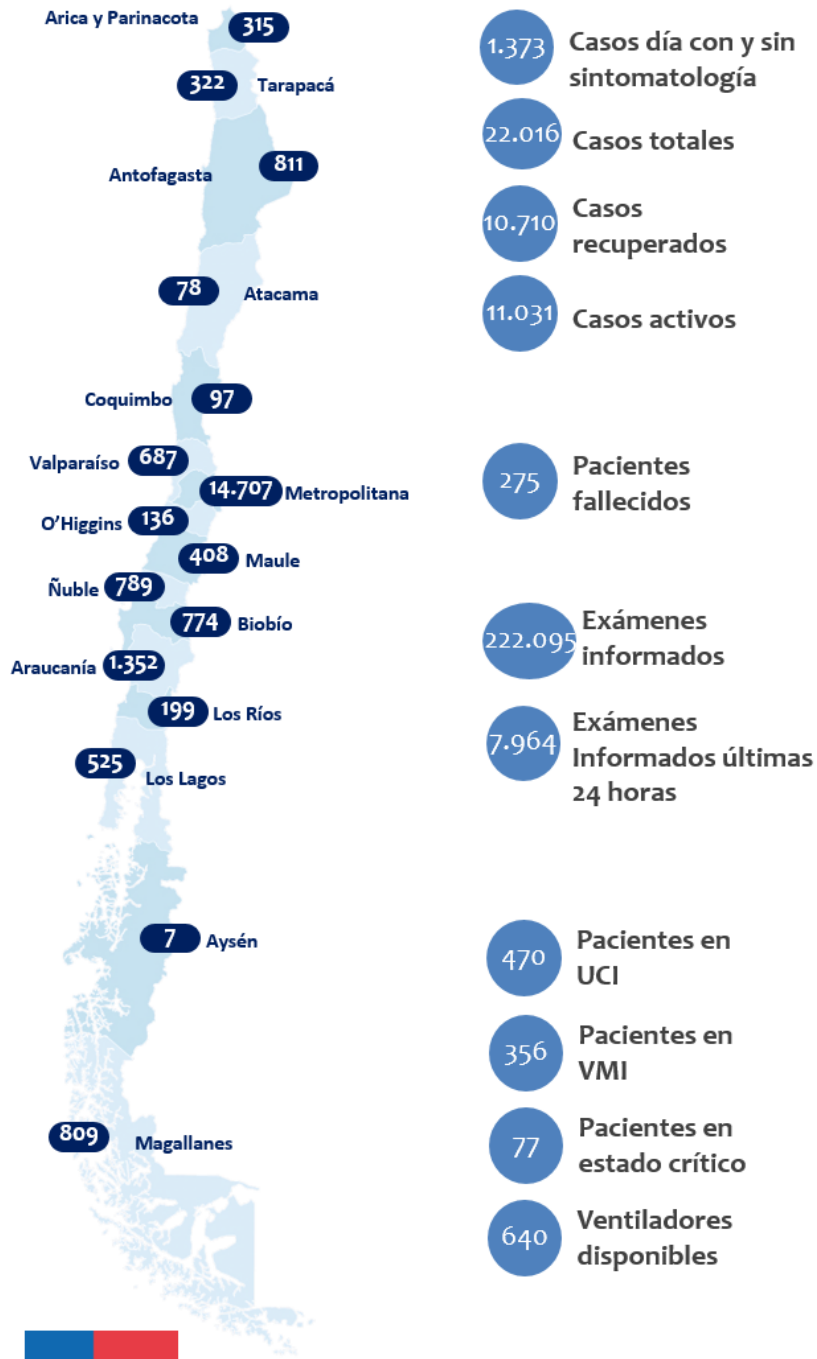 Arica y Parinacota
315
322
Tarapacá
Antofagasta
811
78
Atacama
Coquimbo
97
Valparaíso
687
14.707
Metropolitana
O'Higgins
136
408
Maule
Ñuble
789
774
Biobío
Araucanía
1.352
199
Los Ríos
525
Los Lagos
7
Aysén
809
Magallanes
1.373
Casos día con y sin
sintomatología
22.016
Casos totales
10.710
Casos
recuperados
11.031
Casos activos
275
Pacientes
fallecidos
222.095
Exámenes
informados
7.964
Exámenes
Informados últimas
24 horas
470
Pacientes en
UCI
356
Pacientes en
VMI
77
Pacientes en
estado crítico
640
Ventiladores
disponibles